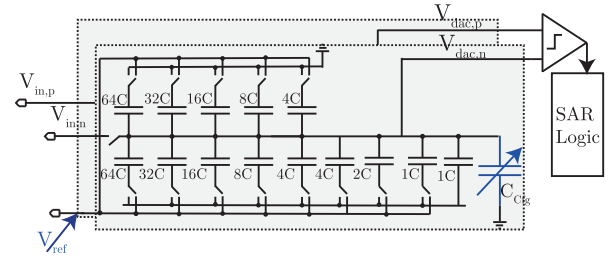 V_dac,p
V_dac,n
64C 32C 16C 8C 4C
V_in,p
V_in,n
SAR
Logic
64C 32C 16C 8C 4C 4C 2C 1C 1C
C_Cfg
V_ref